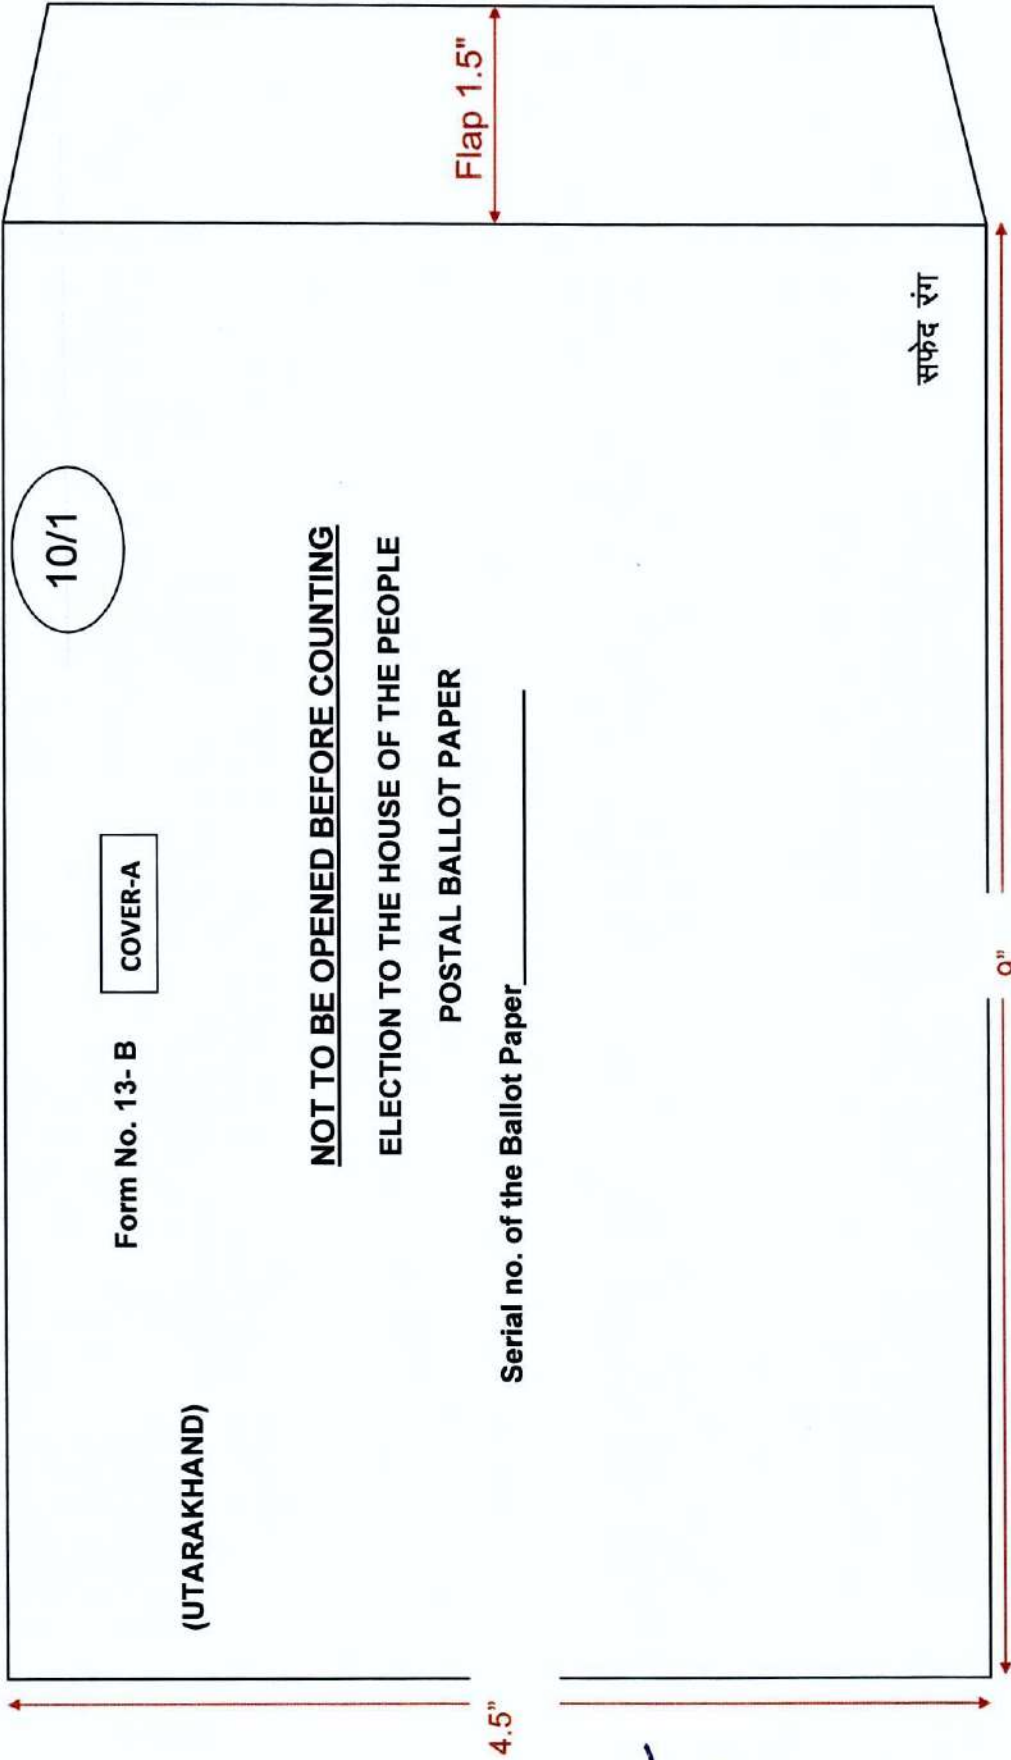 10/1
Form No. 13- B COVER-A
(UTARAKHAND)
NOT TO BE OPENED BEFORE COUNTING
ELECTION TO THE HOUSE OF THE PEOPLE
POSTAL BALLOT PAPER
Serial no. of the Ballot Paper
सफेद रंग
Flap 1.5"
4.5"
9"